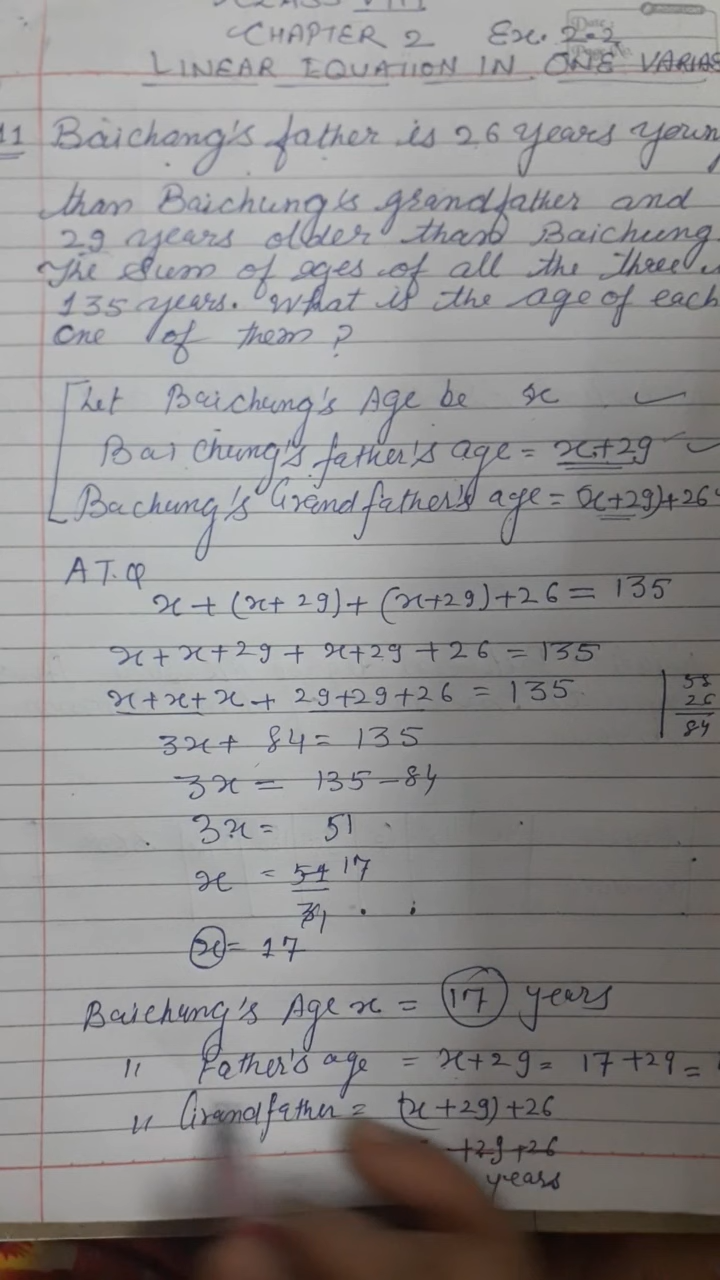 CHAPTER 2 Ex. 2.2
LINEAR EQUATION IN ONE VARIAB
11 Baichang's father is 26 years youn
than Baichung's grandfather and
29 years older than Baichung.
The sum of ages of all the three is
135 years. What is the age of each
one of them?
Let Baichung's Age be x
Baichung's father's age = x+29
Bachung's Grandfather's age = (x+29)+26
A T.Q
x + (x+29) + (x+29) + 26 = 135
x + x + 29 + x+29 + 26 = 135
x+x+x + 29+29+26 = 135
58
26
84
3x + 84 = 135
3x = 135 - 84
3x = 51
x = 51 17
3 1
x = 17
Baichung's Age x = 17 years
" Father's age = x+29 = 17 +29 =
" Grandfather = (x +29) +26
+29+26
years